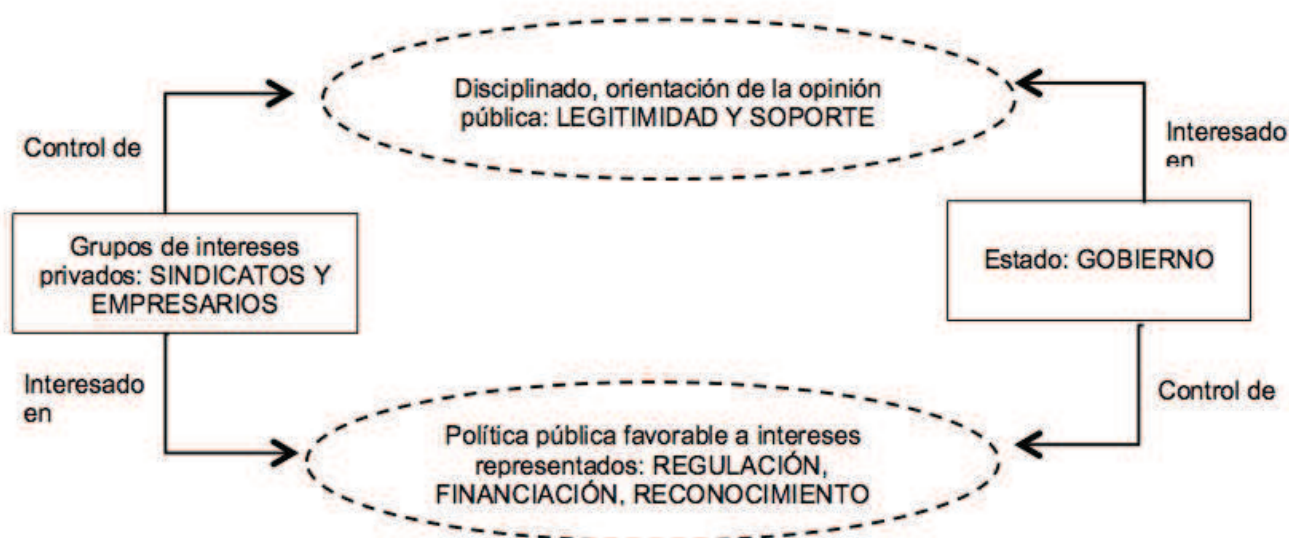 Disciplinado, orientación de la opinión
pública: LEGITIMIDAD Y SOPORTE
Control de
Interesado
en
Grupos de intereses
privados: SINDICATOS Y
EMPRESARIOS
Estado: GOBIERNO
Interesado
en
Control de
Política pública favorable a intereses
representados: REGULACIÓN,
FINANCIACIÓN, RECONOCIMIENTO